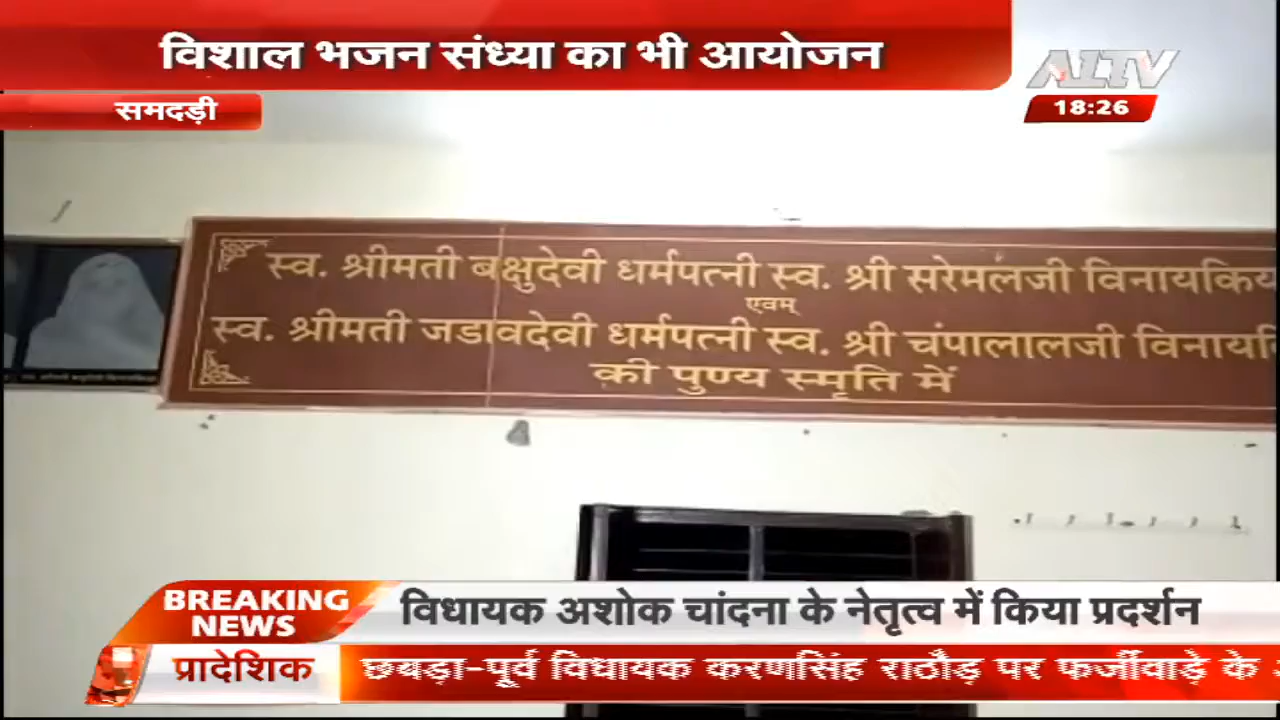 विशाल भजन संध्या का भी आयोजन
ALTV
समदड़ी
18:26
स्व. श्रीमती बक्षुदेवी धर्मपत्नी स्व. श्री सरेमलजी विनायकिय
एवम्
स्व. श्रीमती जडावदेवी धर्मपत्नी स्व. श्री चंपालालजी विनायकि
की पुण्य स्मृति में
BREAKING NEWS
विधायक अशोक चांदना के नेतृत्व में किया प्रदर्शन
प्रादेशिक
छबड़ा-पूर्व विधायक करणसिंह राठौड़ पर फर्जीवाड़े के